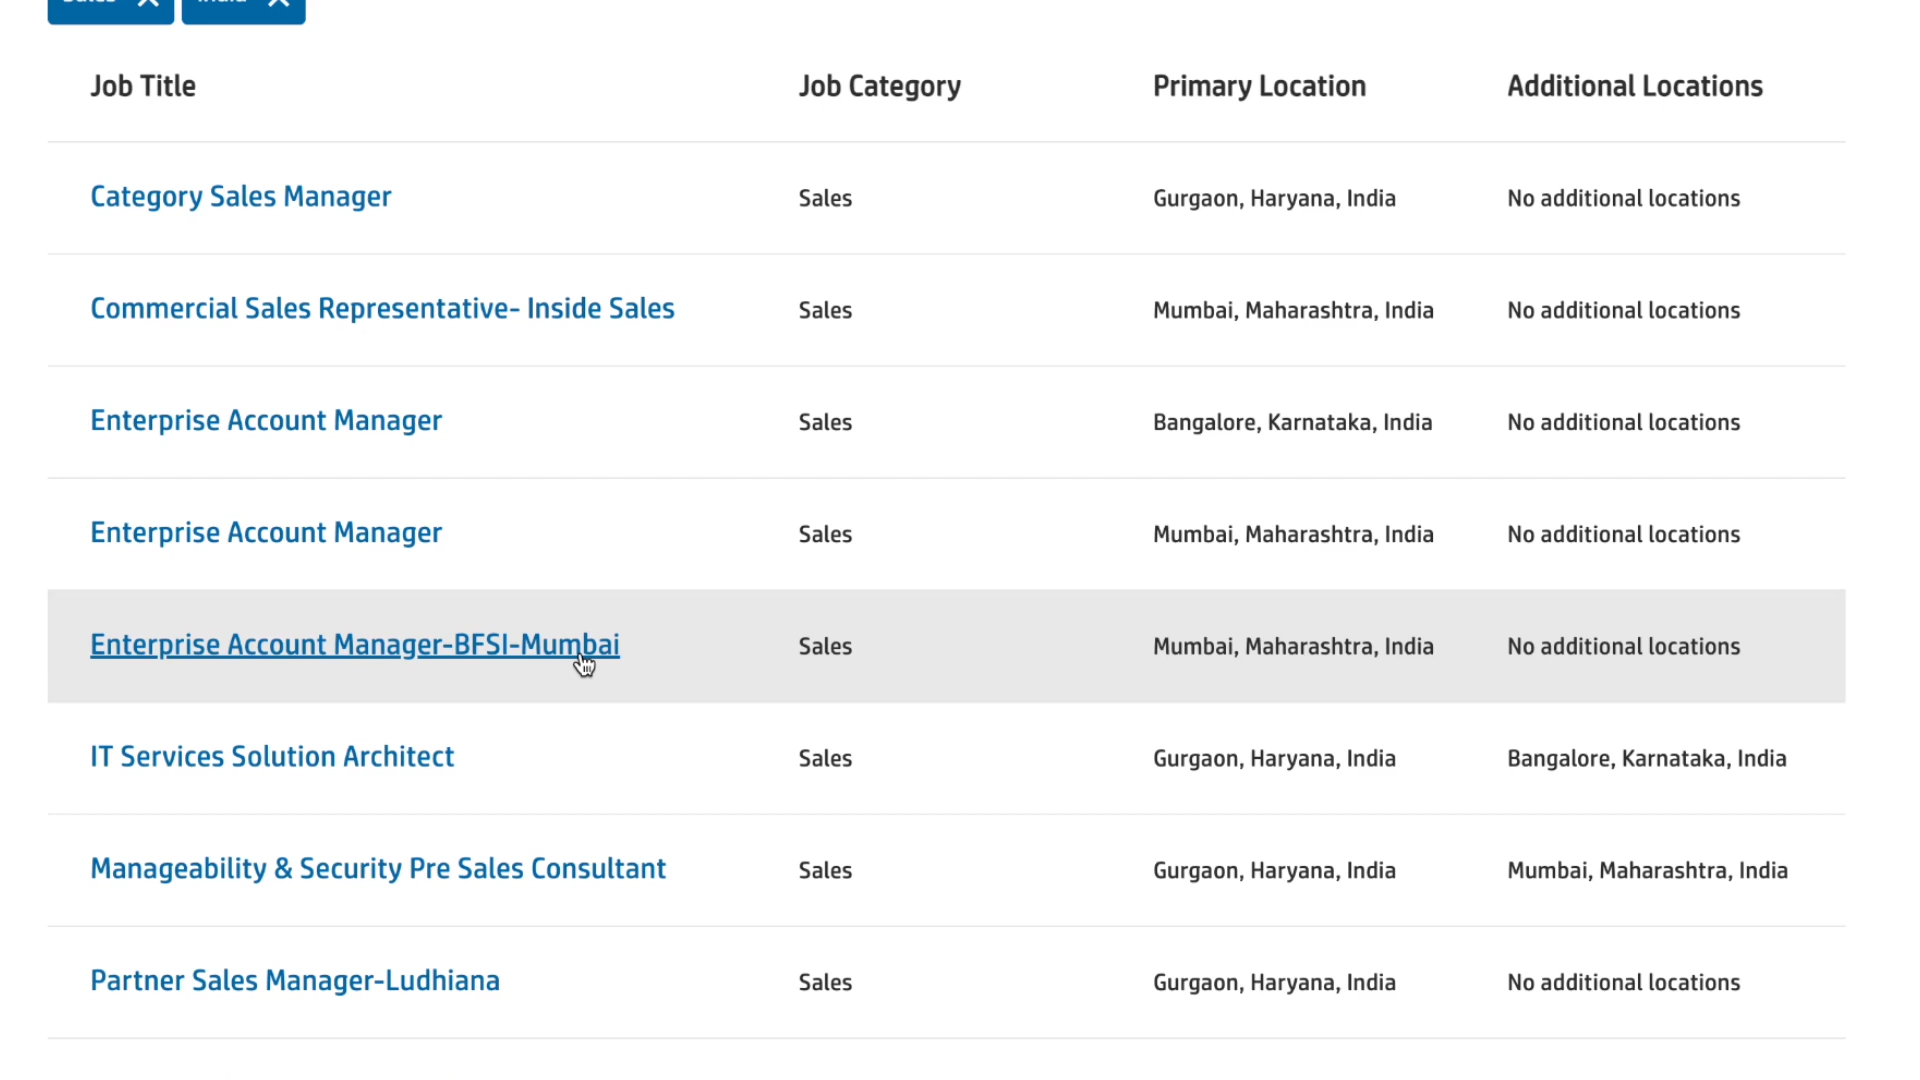 Sales India
Job Title Job Category Primary Location Additional Locations
Category Sales Manager Sales Gurgaon, Haryana, India No additional locations
Commercial Sales Representative- Inside Sales Sales Mumbai, Maharashtra, India No additional locations
Enterprise Account Manager Sales Bangalore, Karnataka, India No additional locations
Enterprise Account Manager Sales Mumbai, Maharashtra, India No additional locations
Enterprise Account Manager-BFSI-Mumbai Sales Mumbai, Maharashtra, India No additional locations
IT Services Solution Architect Sales Gurgaon, Haryana, India Bangalore, Karnataka, India
Manageability & Security Pre Sales Consultant Sales Gurgaon, Haryana, India Mumbai, Maharashtra, India
Partner Sales Manager-Ludhiana Sales Gurgaon, Haryana, India No additional locations